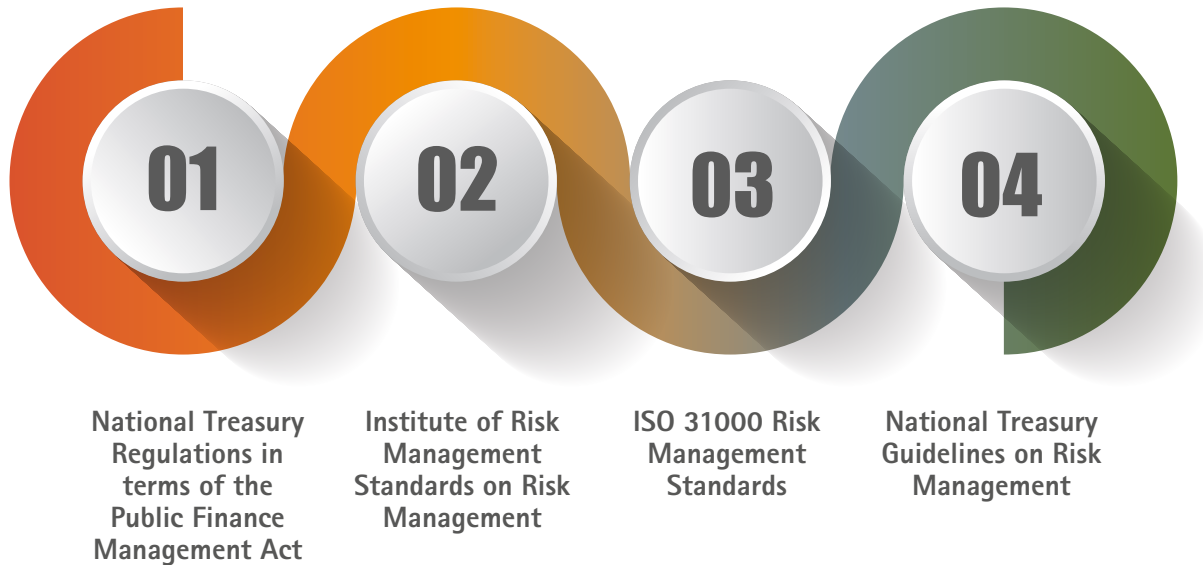 01
National Treasury
Regulations in
terms of the
Public Finance
Management Act
02
Institute of Risk
Management
Standards on Risk
Management
03
ISO 31000 Risk
Management
Standards
04
National Treasury
Guidelines on Risk
Management